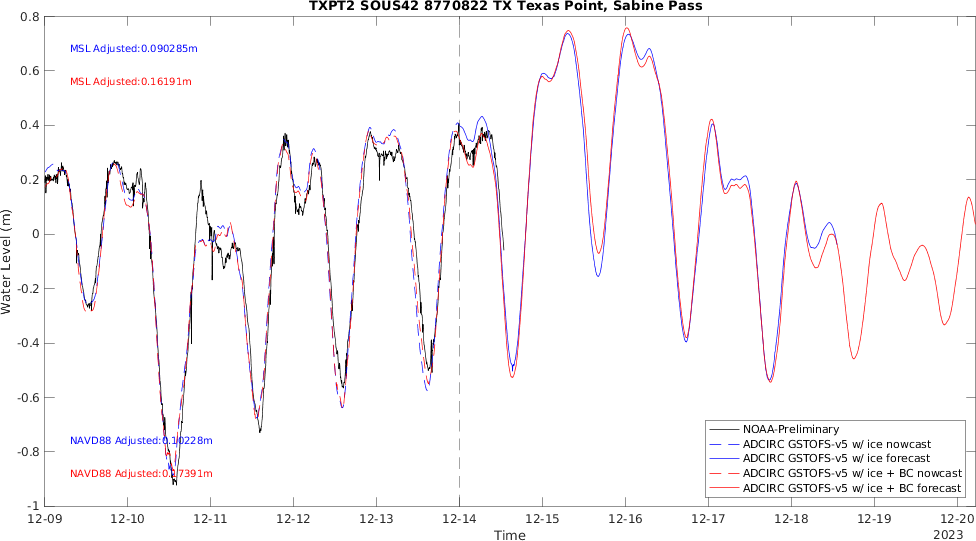 TXPT2 SOUS42 8770822 TX Texas Point, Sabine Pass
0.8
0.6
0.4
0.2
0
-0.2
-0.4
-0.6
-0.8
-1
Water Level (m)
MSL Adjusted:0.090285m
MSL Adjusted:0.16191m
NAVD88 Adjusted:0.10228m
NAVD88 Adjusted:0.17391m
NOAA-Preliminary
ADCIRC GSTOFS-v5 w/ ice nowcast
ADCIRC GSTOFS-v5 w/ ice forecast
ADCIRC GSTOFS-v5 w/ ice + BC nowcast
ADCIRC GSTOFS-v5 w/ ice + BC forecast
12-09 12-10 12-11 12-12 12-13 12-14 12-15 12-16 12-17 12-18 12-19 12-20
Time
2023